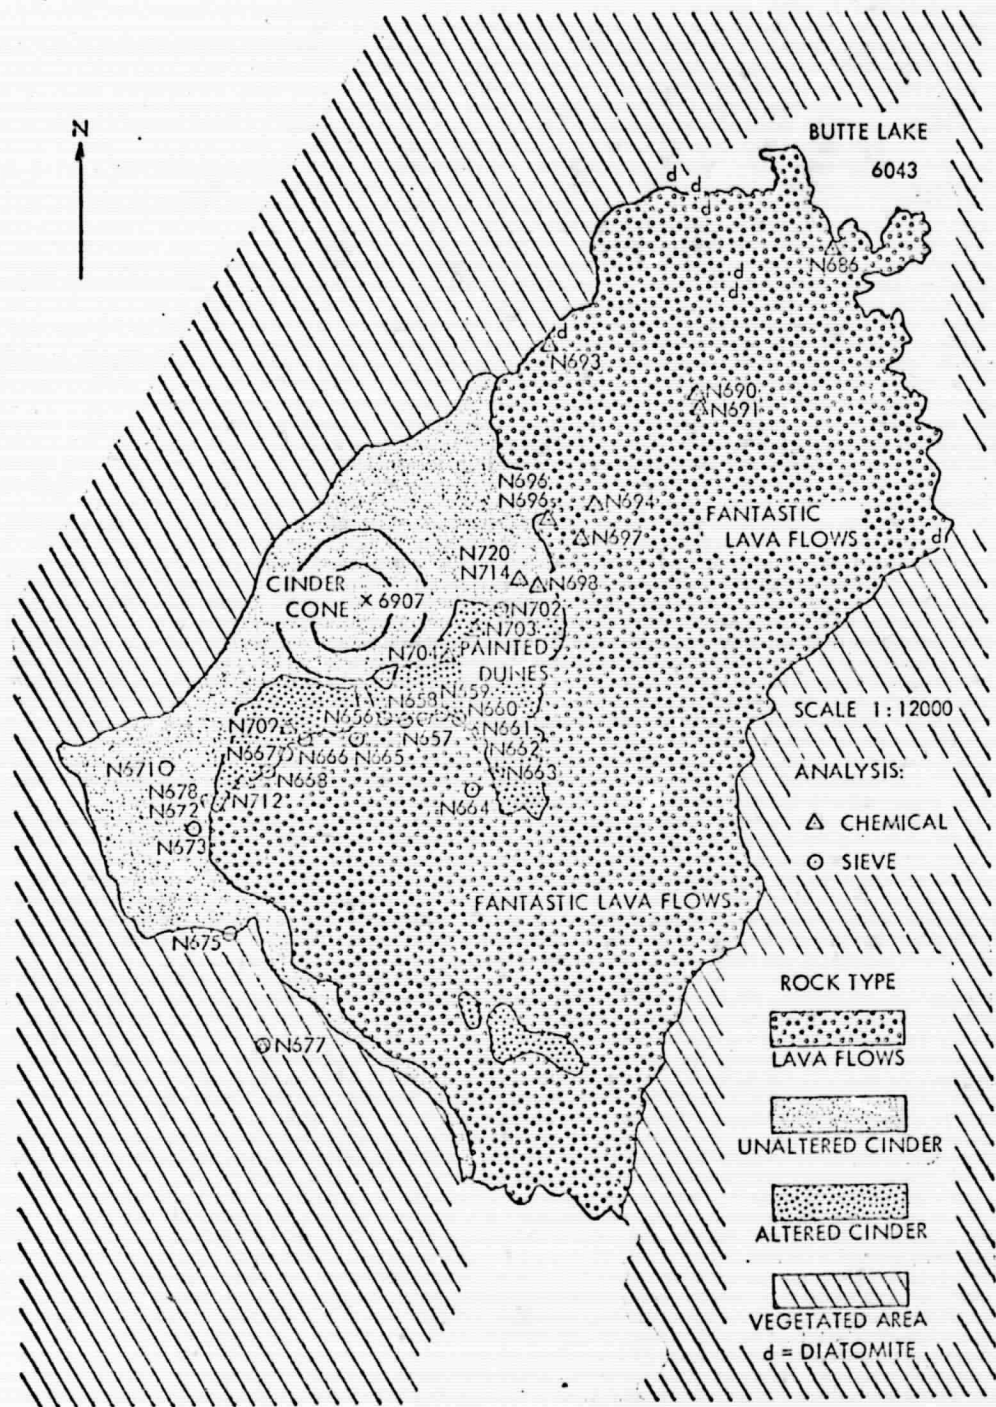 N
BUTTE LAKE
6043
d
d
d
N686
d
d
d
N693
N690
N691
N696
N696
N694
FANTASTIC
LAVA FLOWS
N697
d
N720
N714
N698
CINDER
CONE
x 6907
N702
N703
N704
PAINTED
DUNES
N659
N658
N656
N660
N709
N657
N661
N667
N666
N665
N662
N671
N668
N663
N678
N712
N664
N672
N673
SCALE 1:12000
ANALYSIS:
CHEMICAL
SIEVE
FANTASTIC LAVA FLOWS
N675
N677
ROCK TYPE
LAVA FLOWS
UNALTERED CINDER
ALTERED CINDER
VEGETATED AREA
d = DIATOMITE